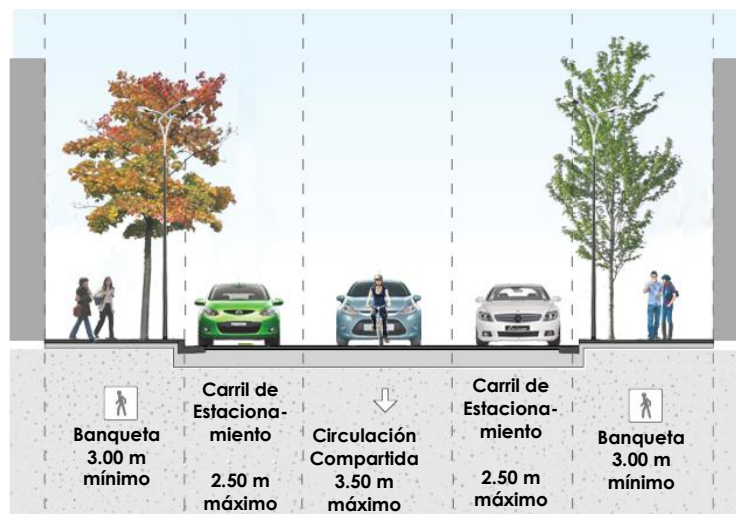 Banqueta
3.00 m
mínimo
Carril de
Estaciona-
miento
2.50 m
máximo
Circulación
Compartida
3.50 m
máximo
Carril de
Estaciona-
miento
2.50 m
máximo
Banqueta
3.00 m
mínimo